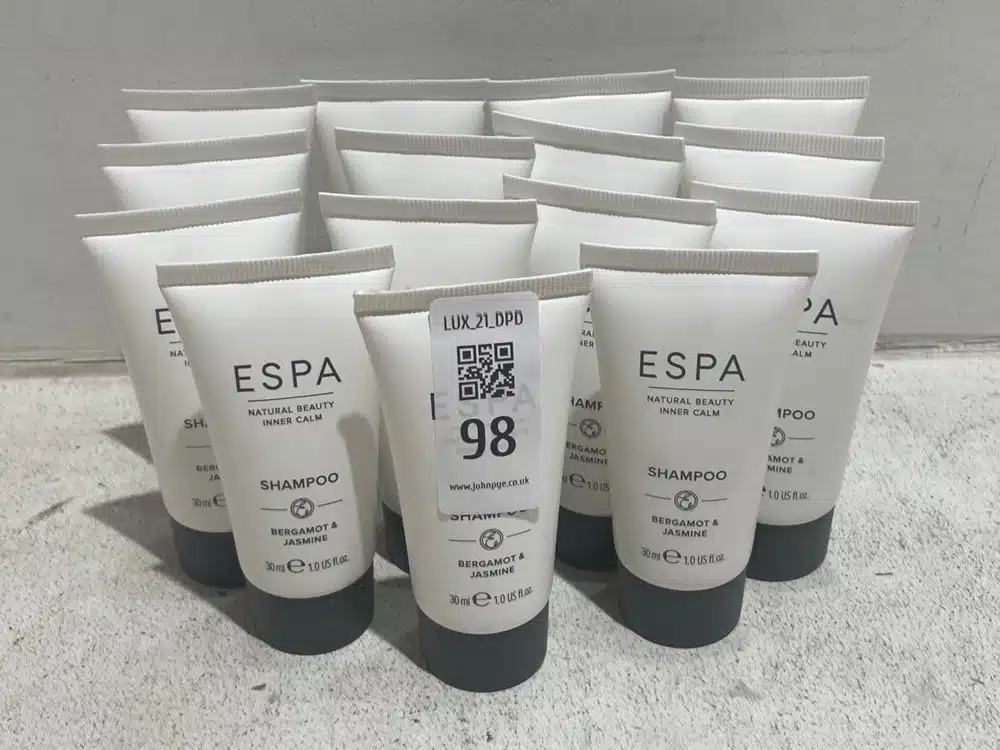 ESPA
NATURAL BEAUTY
INNER CALM
SHAMPOO
BERGAMOT &
JASMINE
30 ml e 1.0 US fl.oz.
LUX_21_DPD
ESPA
98
www.johnpye.co.uk
SHAMPOO
BERGAMOT &
JASMINE
30 ml e 1.0 US fl.oz.
ESPA
NATURAL BEAUTY
INNER CALM
SHAMPOO
BERGAMOT &
JASMINE
30 ml e 1.0 US fl.oz.